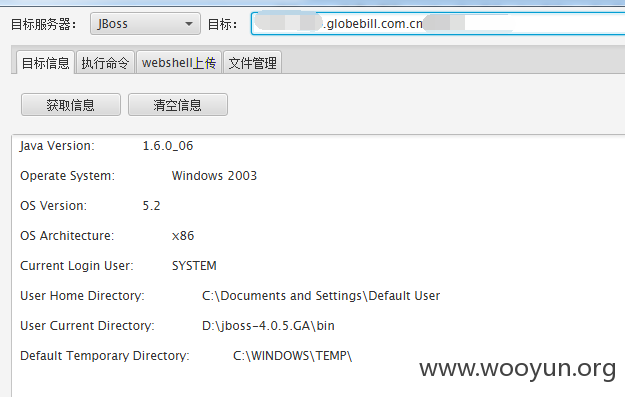 目标服务器： JBoss 目标： .globebill.com.cn
目标信息 执行命令 webshell上传 文件管理
获取信息 清空信息
Java Version: 1.6.0_06
Operate System: Windows 2003
OS Version: 5.2
OS Architecture: x86
Current Login User: SYSTEM
User Home Directory: C:\Documents and Settings\Default User
User Current Directory: D:\jboss-4.0.5.GA\bin
Default Temporary Directory: C:\WINDOWS\TEMP\
www.wooyun.org